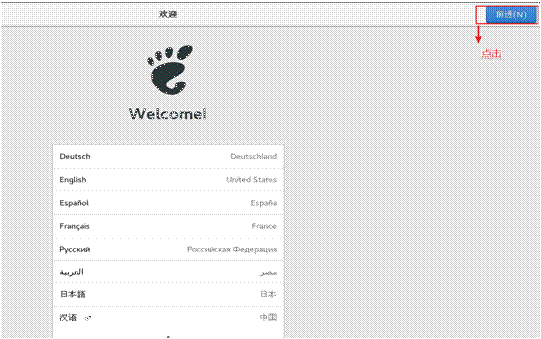 欢迎
前进(N)
点击
Welcome!
Deutsch Deutschland
English United States
Español España
Français France
Русский Российская Федерация
العربية مصر
日本語 日本
汉语 中国